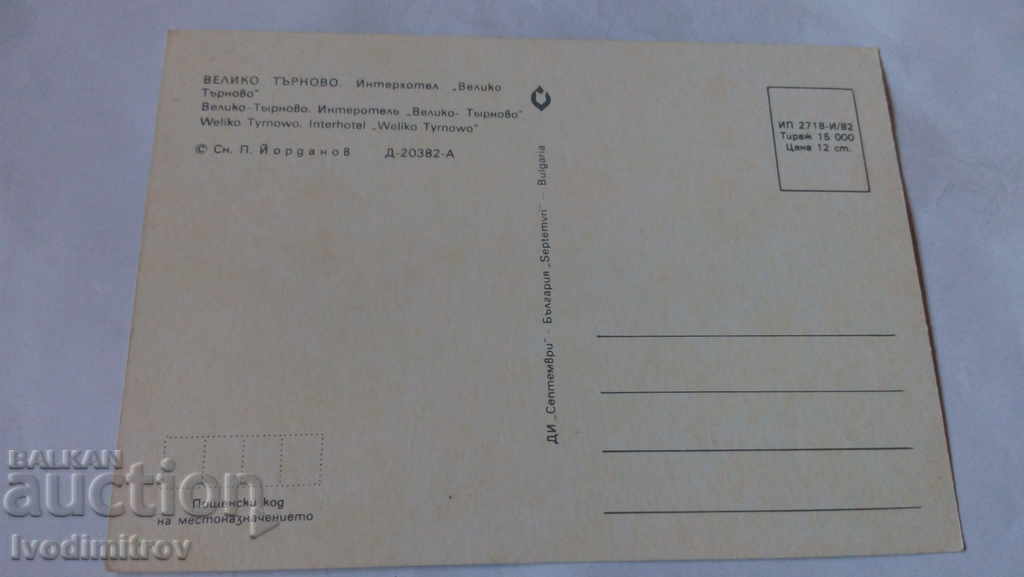 ВЕЛИКО ТЪРНОВО. Интерхотел „Велико
Търново"
Велико-Тырново. Интеротель „Велико- Тырново"
Weliko Tyrnowo. Interhotel „Weliko Tyrnowo"
© Сн. П. Йорданов Д-20382-А
ДИ „Септември" - България „Septemvri" - Bulgaria
ИП 2718-И/82
Тираж 15 000
Цена 12 ст.
Пощенски код
на местоназначението
BALKAN
auction
Ivodimitrov